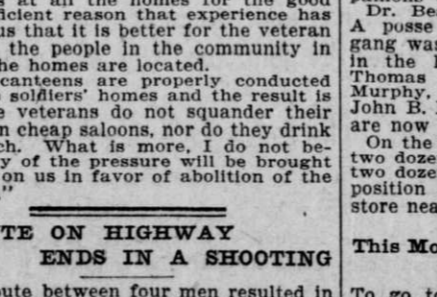 at all the homes for the good
ficient reason that experience has
us that it is better for the veteran
the people in the community in
he homes are located.
canteens are properly conducted
soldiers' homes and the result is
e veterans do not squander their
n cheap saloons, nor do they drink
ch. What is more, I do not be-
y of the pressure will be brought
on us in favor of abolition of the
"
TE ON HIGHWAY
ENDS IN A SHOOTING
oute between four men resulted in
Dr. Be
A posse
gang was
in the
Thomas
Murphy,
John B.
are now
On the
two doze
two doze
position
store nea
This Mo
To go to